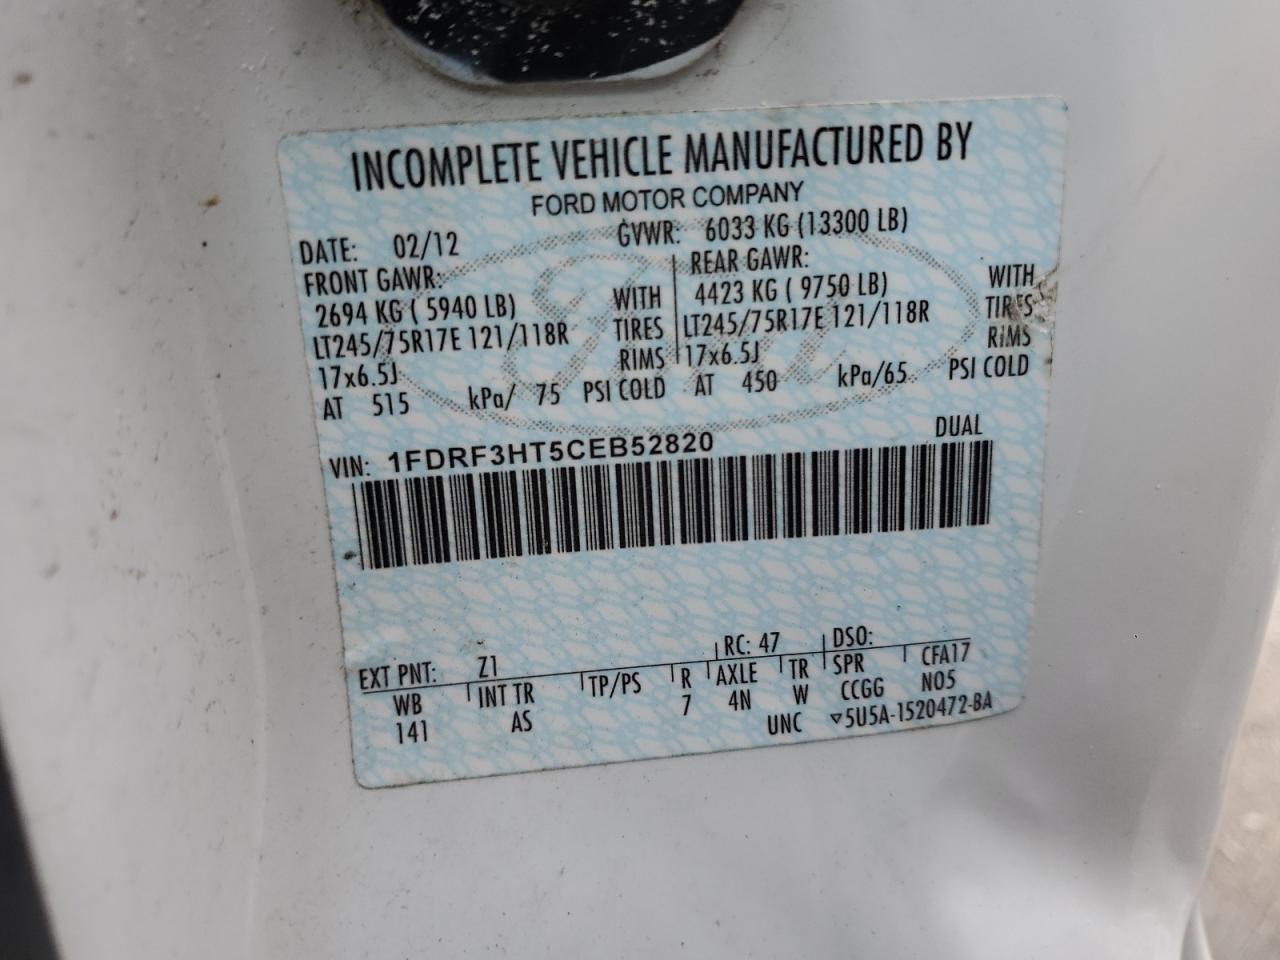 INCOMPLETE VEHICLE MANUFACTURED BY
FORD MOTOR COMPANY
DATE: 02/12 GVWR: 6033 KG (13300 LB)
FRONT GAWR: REAR GAWR:
2694 KG ( 5940 LB) WITH 4423 KG ( 9750 LB) WITH
LT245/75R17E 121/118R TIRES LT245/75R17E 121/118R TIRES
17x6.5J RIMS 17x6.5J RIMS
AT 515 kPa/ 75 PSI COLD AT 450 kPa/65 PSI COLD
VIN: 1FDRF3HT5CEB52820 DUAL
EXT PNT: Z1 RC: 47 DSO:
WB INT TR TP/PS R AXLE TR SPR CFA17
141 AS 7 4N W CCGG N05
UNC ▿5U5A-1520472-BA
Ford